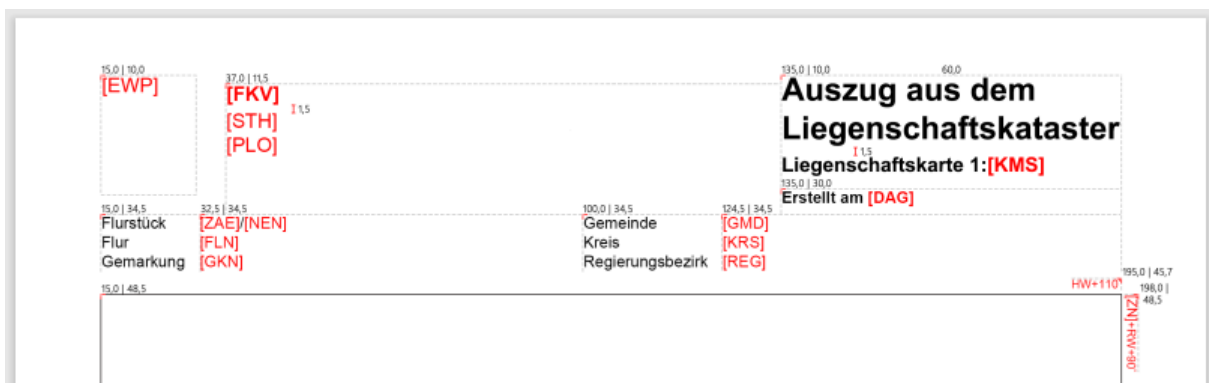 15,0 | 10,0
[EWP]
37,0 | 11,5
[FKV]
1,5
[STH]
[PLO]
135,0 | 10,0
60,0
Auszug aus dem
Liegenschaftskataster
1,5
Liegenschaftskarte 1:[KMS]
135,0 | 30,0
Erstellt am [DAG]
15,0 | 34,5
32,5 | 34,5
100,0 | 34,5
124,5 | 34,5
Flurstück [ZAE]/[NEN] Gemeinde [GMD]
Flur [FLN] Kreis [KRS]
Gemarkung [GKN] Regierungsbezirk [REG]
195,0 | 45,7
15,0 | 48,5
HW+110
198,0 |
48,5
[ZN]+RW+90